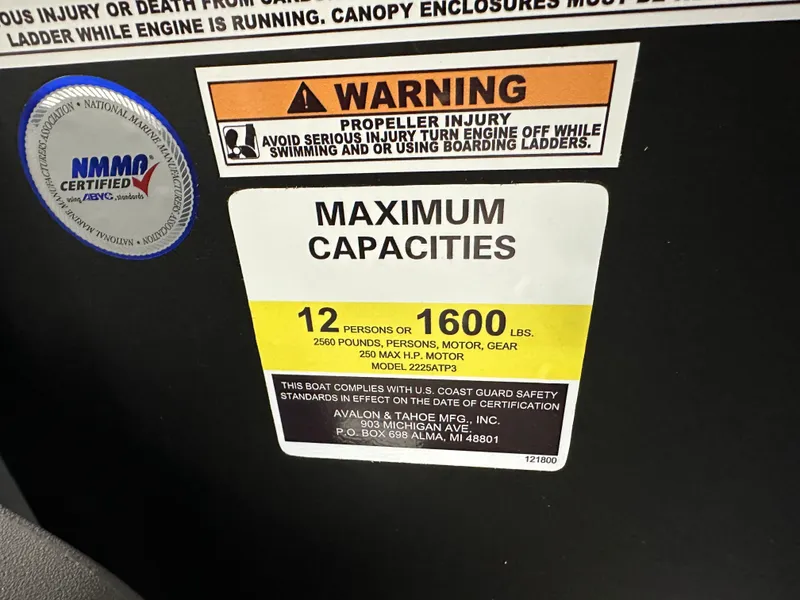 OUS INJURY OR DEATH FROM
LADDER WHILE ENGINE IS RUNNING. CANOPY ENCLOSURES MUST BE
WARNING
PROPELLER INJURY
AVOID SERIOUS INJURY TURN ENGINE OFF WHILE
SWIMMING AND OR USING BOARDING LADDERS.
NATIONAL MARINE MANUFACTURERS ASSOCIATION • NATIONAL MARINE MANUFACTURERS ASSOCIATION •
NMMA®
CERTIFIED
using ABYC standards
MAXIMUM
CAPACITIES
12 PERSONS OR 1600 LBS.
2560 POUNDS, PERSONS, MOTOR, GEAR
250 MAX H.P. MOTOR
MODEL 2225ATP3
THIS BOAT COMPLIES WITH U.S. COAST GUARD SAFETY
STANDARDS IN EFFECT ON THE DATE OF CERTIFICATION
AVALON & TAHOE MFG., INC.
903 MICHIGAN AVE.
P.O. BOX 698 ALMA, MI 48801
121800